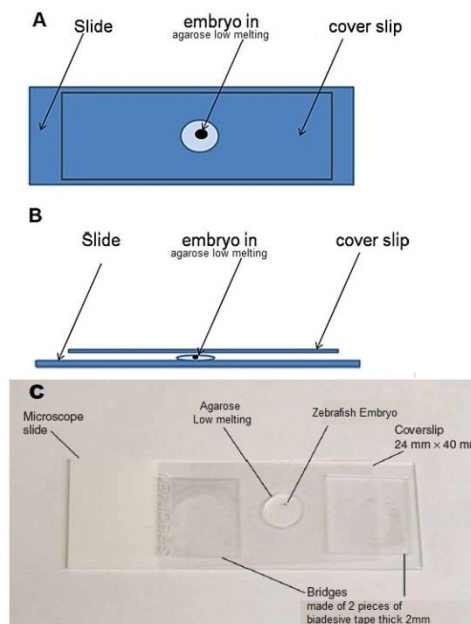 A
Slide
embryo in
agarose low melting
cover slip
B
Slide
embryo in
agarose low melting
cover slip
C
Microscope
slide
Agarose
Low melting
Zebrafish Embryo
Coverslip
24 mm × 40 mm
SPECIMEN
Bridges
made of 2 pieces of
biadesive tape thick 2mm